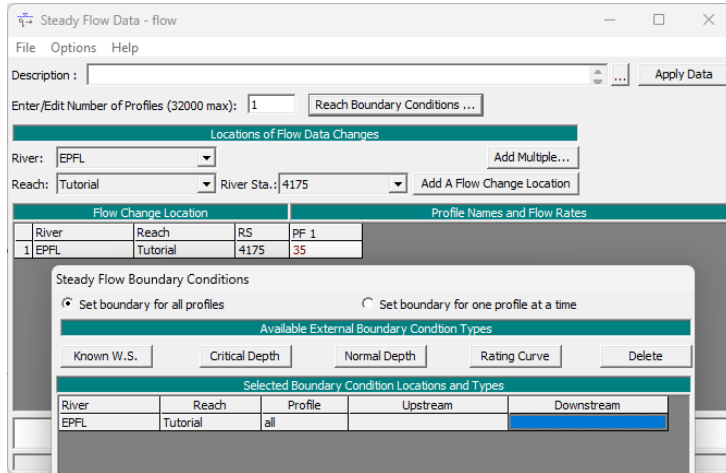 Steady Flow Data - flow
File Options Help
Description : ... Apply Data
Enter/Edit Number of Profiles (32000 max): 1 Reach Boundary Conditions ...
Locations of Flow Data Changes
River: EPFL Add Multiple...
Reach: Tutorial River Sta.: 4175 Add A Flow Change Location
Flow Change Location Profile Names and Flow Rates
River Reach RS PF 1
1 EPFL Tutorial 4175 35
Steady Flow Boundary Conditions
Set boundary for all profiles Set boundary for one profile at a time
Available External Boundary Condtion Types
Known W.S. Critical Depth Normal Depth Rating Curve Delete
Selected Boundary Condition Locations and Types
River Reach Profile Upstream Downstream
EPFL Tutorial all